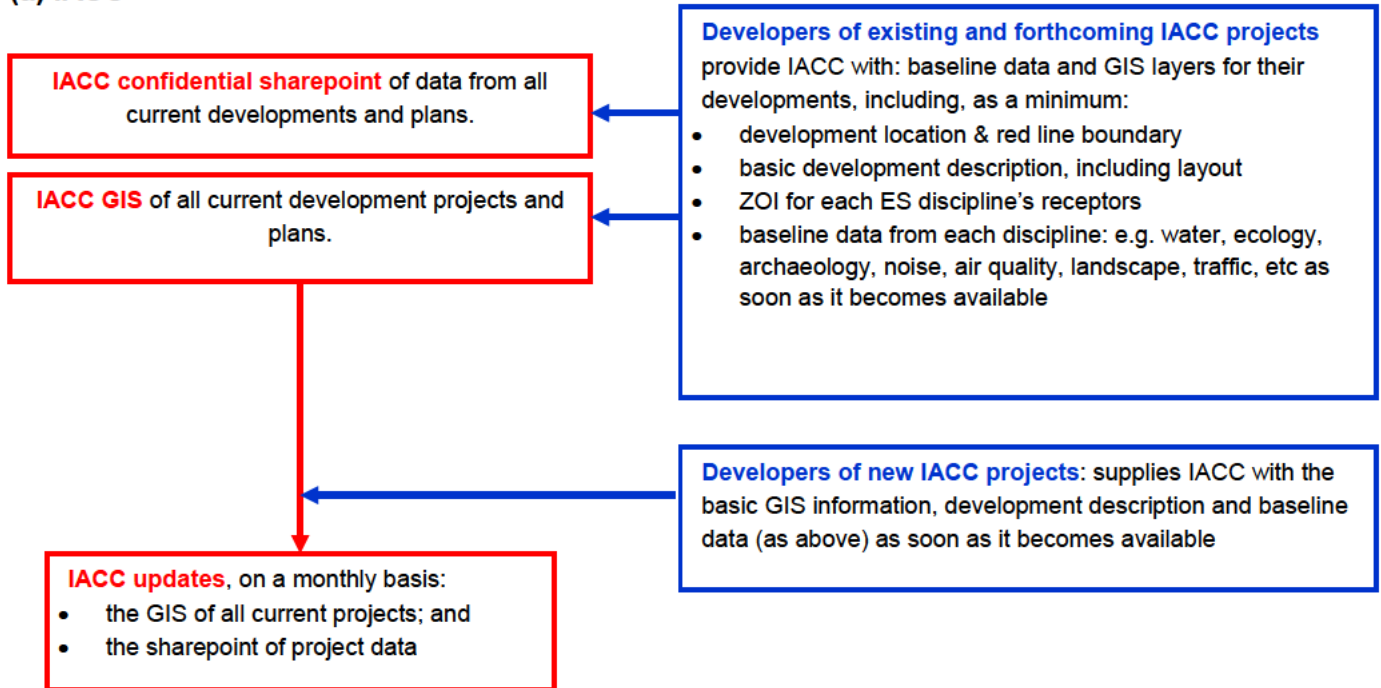 IACC confidential sharepoint of data from all
current developments and plans.
IACC GIS of all current development projects and
plans.
Developers of existing and forthcoming IACC projects
provide IACC with: baseline data and GIS layers for their
developments, including, as a minimum:
• development location & red line boundary
• basic development description, including layout
• ZOI for each ES discipline's receptors
• baseline data from each discipline: e.g. water, ecology,
archaeology, noise, air quality, landscape, traffic, etc as
soon as it becomes available
Developers of new IACC projects: supplies IACC with the
basic GIS information, development description and baseline
data (as above) as soon as it becomes available
IACC updates, on a monthly basis:
• the GIS of all current projects; and
• the sharepoint of project data